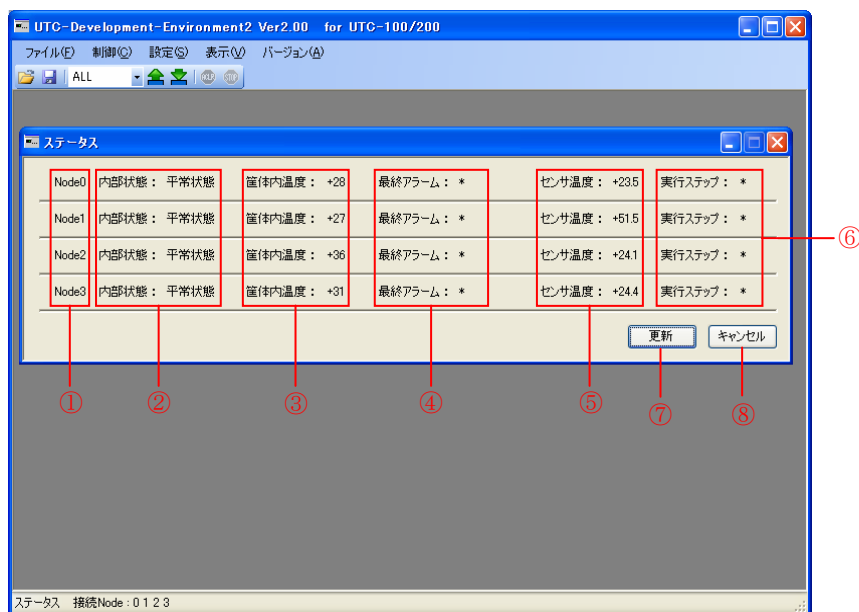 UTC-Development-Environment2 Ver2.00 for UTC-100/200
ファイル(F) 制御(C) 設定(S) 表示(V) バージョン(A)
ALL STOP
ステータス
Node0 内部状態： 平常状態 筐体内温度： +28 最終アラーム： * センサ温度： +23.5 実行ステップ： *
Node1 内部状態： 平常状態 筐体内温度： +27 最終アラーム： * センサ温度： +51.5 実行ステップ： *
⑥
Node2 内部状態： 平常状態 筐体内温度： +36 最終アラーム： * センサ温度： +24.1 実行ステップ： *
Node3 内部状態： 平常状態 筐体内温度： +31 最終アラーム： * センサ温度： +24.4 実行ステップ： *
更新 キャンセル
① ② ③ ④ ⑤ ⑦ ⑧
ステータス 接続Node : 0 1 2 3